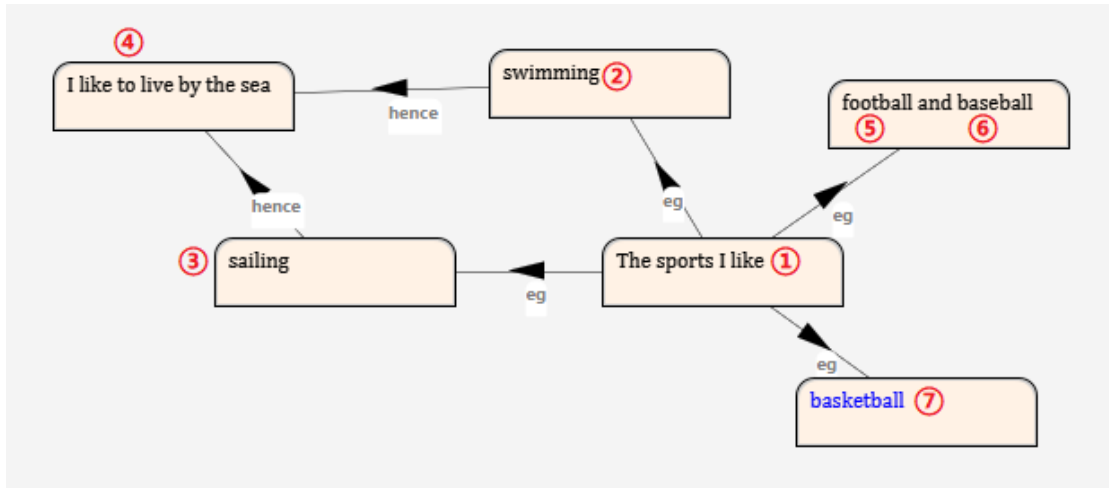 ④
I like to live by the sea
swimming ②
football and baseball
⑤ ⑥
hence
hence
eg
eg
③ sailing
The sports I like ①
eg
eg
basketball ⑦